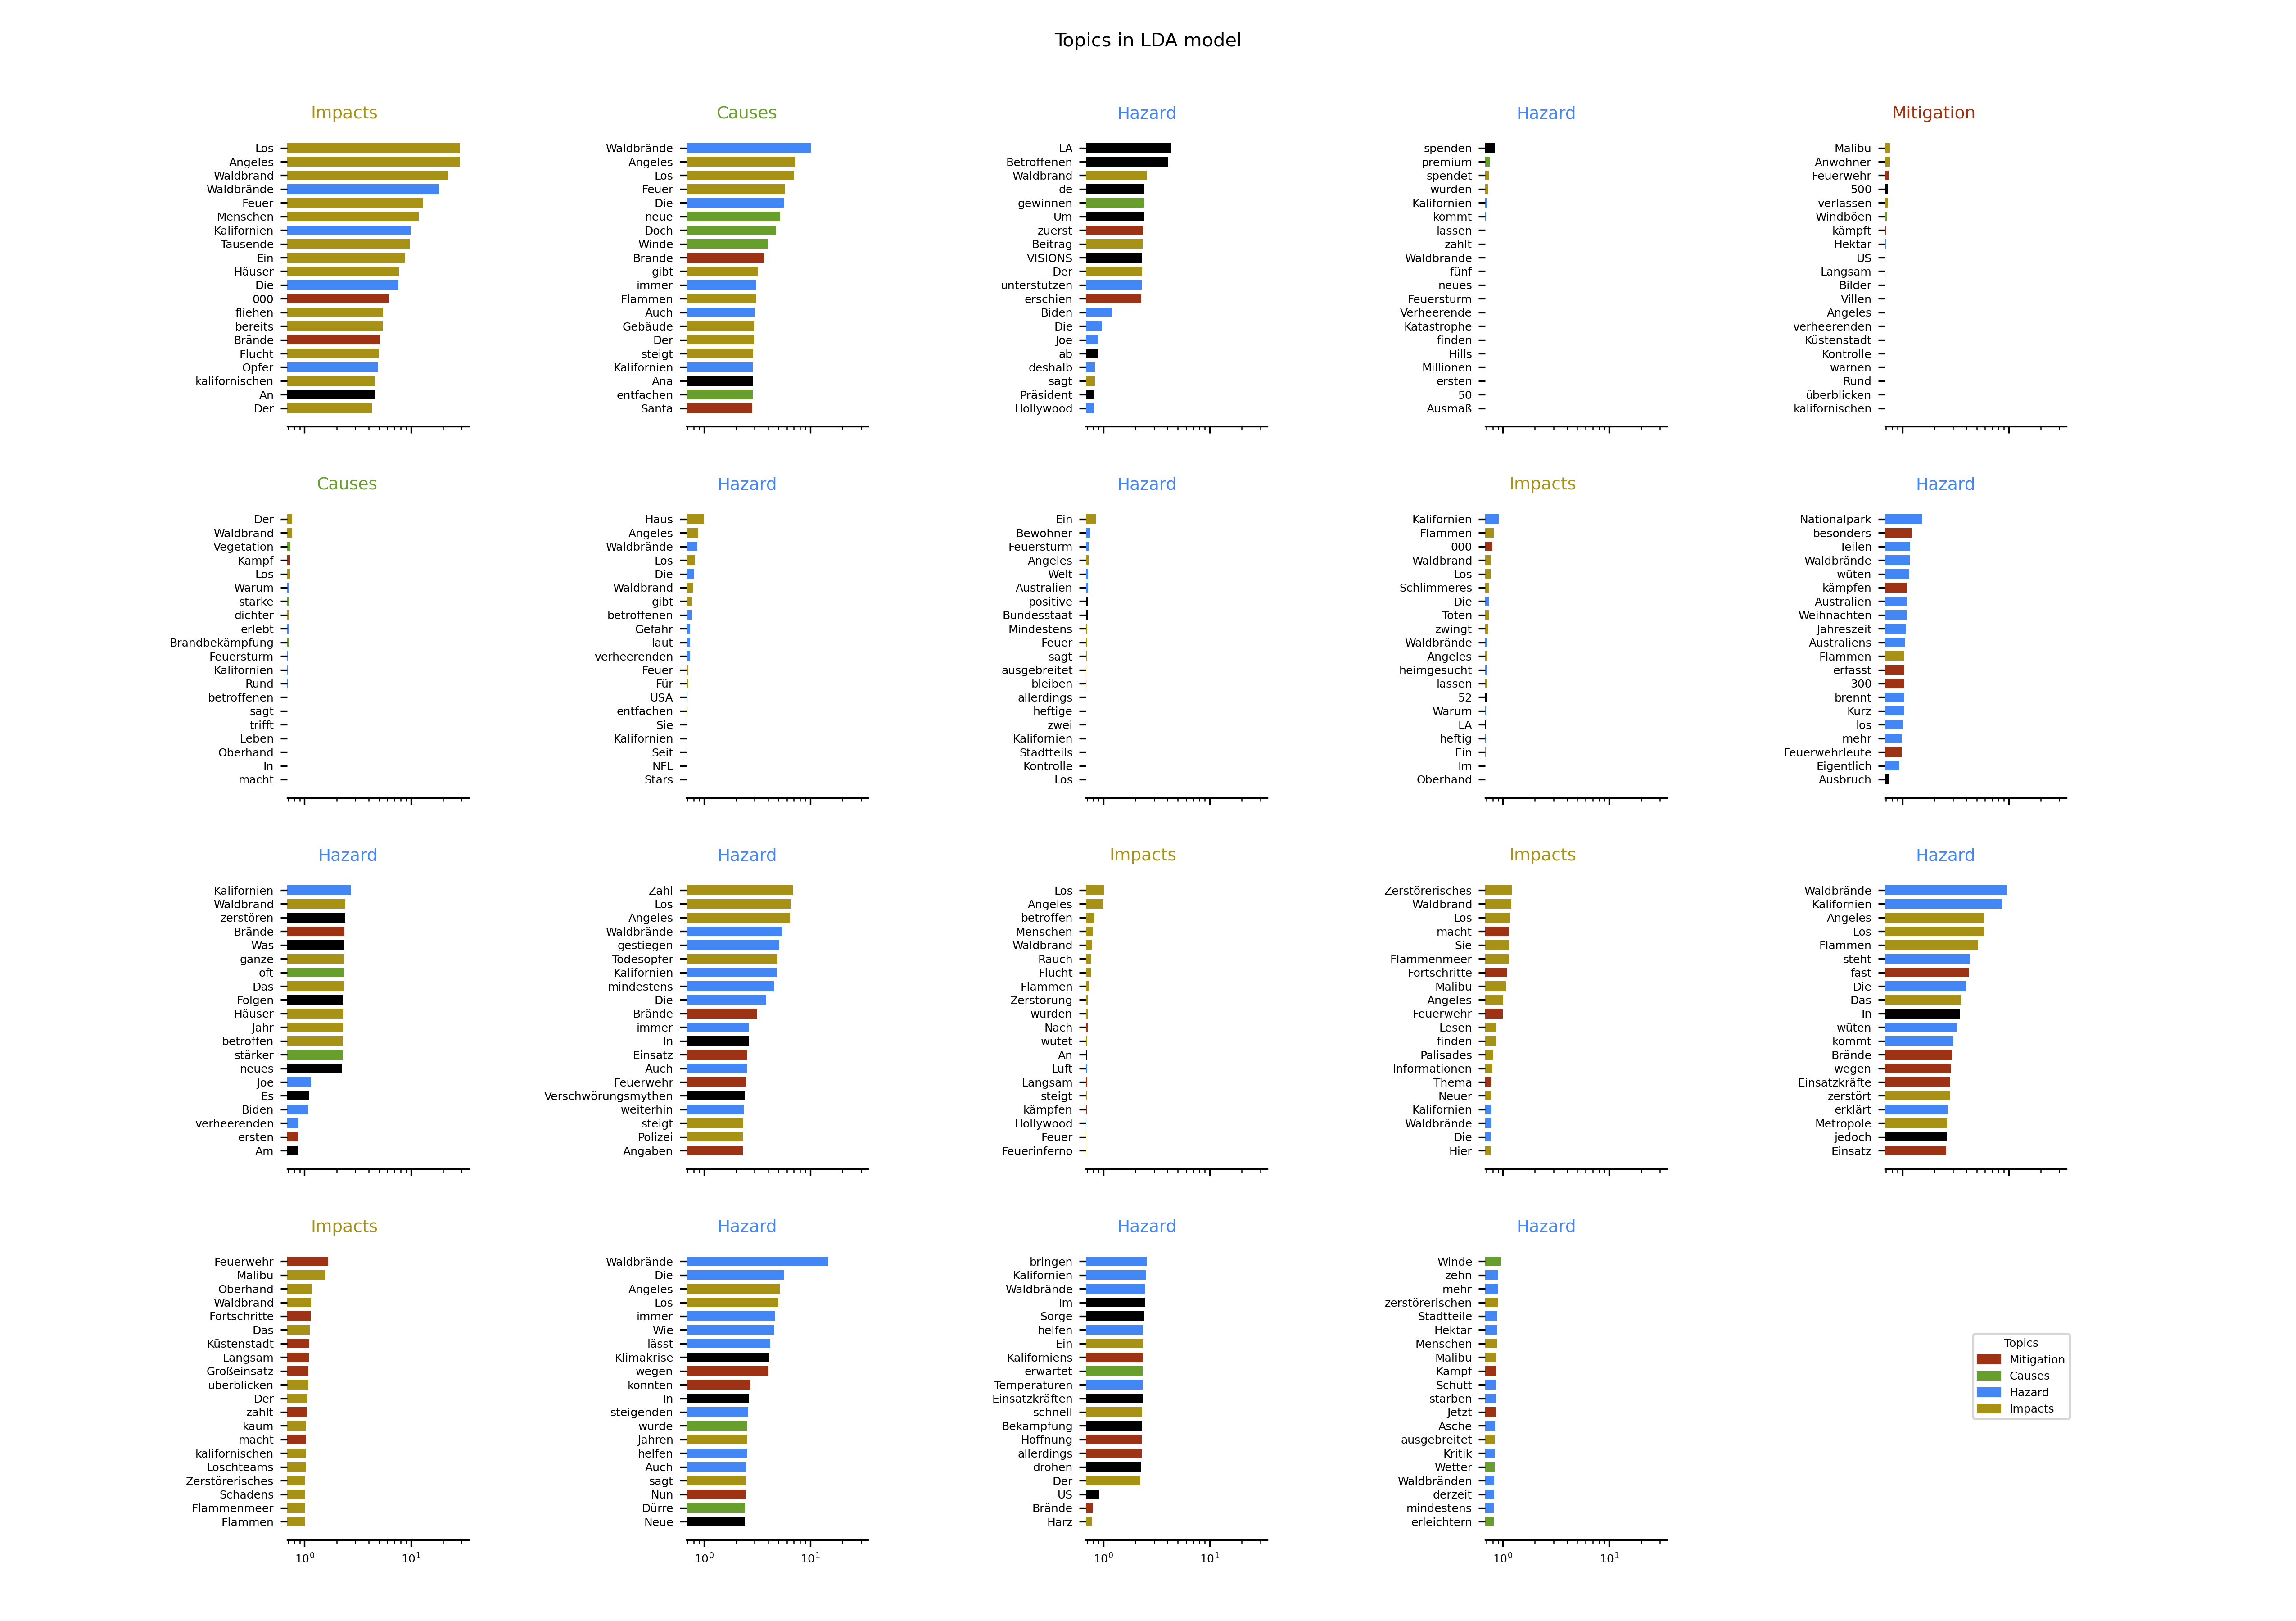 Topics in LDA model
Impacts
Los
Angeles
Waldbrand
Waldbrände
Feuer
Menschen
Kalifornien
Tausende
Ein
Häuser
Die
000
fliehen
bereits
Brände
Flucht
Opfer
kalifornischen
An
Der
Causes
Waldbrände
Angeles
Los
Feuer
Die
neue
Doch
Winde
Brände
gibt
immer
Flammen
Auch
Gebäude
Der
steigt
Kalifornien
Ana
entfachen
Santa
Hazard
LA
Betroffenen
Waldbrand
de
gewinnen
Um
zuerst
Beitrag
VISIONS
Der
unterstützen
erschien
Biden
Die
Joe
ab
deshalb
sagt
Präsident
Hollywood
Hazard
spenden
premium
spendet
wurden
Kalifornien
kommt
lassen
zahlt
Waldbrände
fünf
neues
Feuersturm
Verheerende
Katastrophe
finden
Hills
Millionen
ersten
50
Ausmaß
Mitigation
Malibu
Anwohner
Feuerwehr
500
verlassen
Windböen
kämpft
Hektar
US
Langsam
Bilder
Villen
Angeles
verheerenden
Küstenstadt
Kontrolle
warnen
Rund
überblicken
kalifornischen
Causes
Der
Waldbrand
Vegetation
Kampf
Los
Warum
starke
dichter
erlebt
Brandbekämpfung
Feuersturm
Kalifornien
Rund
betroffenen
sagt
trifft
Leben
Oberhand
In
macht
Hazard
Haus
Angeles
Waldbrände
Los
Die
Waldbrand
gibt
betroffenen
Gefahr
laut
verheerenden
Feuer
Für
USA
entfachen
Sie
Kalifornien
Seit
NFL
Stars
Hazard
Ein
Bewohner
Feuersturm
Angeles
Welt
Australien
positive
Bundesstaat
Mindestens
Feuer
sagt
ausgebreitet
bleiben
allerdings
heftige
zwei
Kalifornien
Stadtteils
Kontrolle
Los
Impacts
Kalifornien
Flammen
000
Waldbrand
Los
Schlimmeres
Die
Toten
zwingt
Waldbrände
Angeles
heimgesucht
lassen
52
Warum
LA
heftig
Ein
Im
Oberhand
Hazard
Nationalpark
besonders
Teilen
Waldbrände
wüten
kämpfen
Australien
Weihnachten
Jahreszeit
Australiens
Flammen
erfasst
300
brennt
Kurz
los
mehr
Feuerwehrleute
Eigentlich
Ausbruch
Hazard
Kalifornien
Waldbrand
zerstören
Brände
Was
ganze
oft
Das
Folgen
Häuser
Jahr
betroffen
stärker
neues
Joe
Es
Biden
verheerenden
ersten
Am
Hazard
Zahl
Los
Angeles
Waldbrände
gestiegen
Todesopfer
Kalifornien
mindestens
Die
Brände
immer
In
Einsatz
Auch
Feuerwehr
Verschwörungsmythen
weiterhin
steigt
Polizei
Angaben
Impacts
Los
Angeles
betroffen
Menschen
Waldbrand
Rauch
Flucht
Flammen
Zerstörung
wurden
Nach
wütet
An
Luft
Langsam
steigt
kämpfen
Hollywood
Feuer
Feuerinferno
Impacts
Zerstörerisches
Waldbrand
Los
macht
Sie
Flammenmeer
Fortschritte
Malibu
Angeles
Feuerwehr
Lesen
finden
Palisades
Informationen
Thema
Neuer
Kalifornien
Waldbrände
Die
Hier
Hazard
Waldbrände
Kalifornien
Angeles
Los
Flammen
steht
fast
Die
Das
In
wüten
kommt
Brände
wegen
Einsatzkräfte
zerstört
erklärt
Metropole
jedoch
Einsatz
Impacts
Feuerwehr
Malibu
Oberhand
Waldbrand
Fortschritte
Das
Küstenstadt
Langsam
Großeinsatz
überblicken
Der
zahlt
kaum
macht
kalifornischen
Löschteams
Zerstörerisches
Schadens
Flammenmeer
Flammen
10⁰ 10¹
Hazard
Waldbrände
Die
Angeles
Los
immer
Wie
lässt
Klimakrise
wegen
könnten
In
steigenden
wurde
Jahren
helfen
Auch
sagt
Nun
Dürre
Neue
10⁰ 10¹
Hazard
bringen
Kalifornien
Waldbrände
Im
Sorge
helfen
Ein
Kaliforniens
erwartet
Temperaturen
Einsatzkräften
schnell
Bekämpfung
Hoffnung
allerdings
drohen
Der
US
Brände
Harz
10⁰ 10¹
Hazard
Winde
zehn
mehr
zerstörerischen
Stadtteile
Hektar
Menschen
Malibu
Kampf
Schutt
starben
Jetzt
Asche
ausgebreitet
Kritik
Wetter
Waldbränden
derzeit
mindestens
erleichtern
10⁰ 10¹
Topics
Mitigation
Causes
Hazard
Impacts